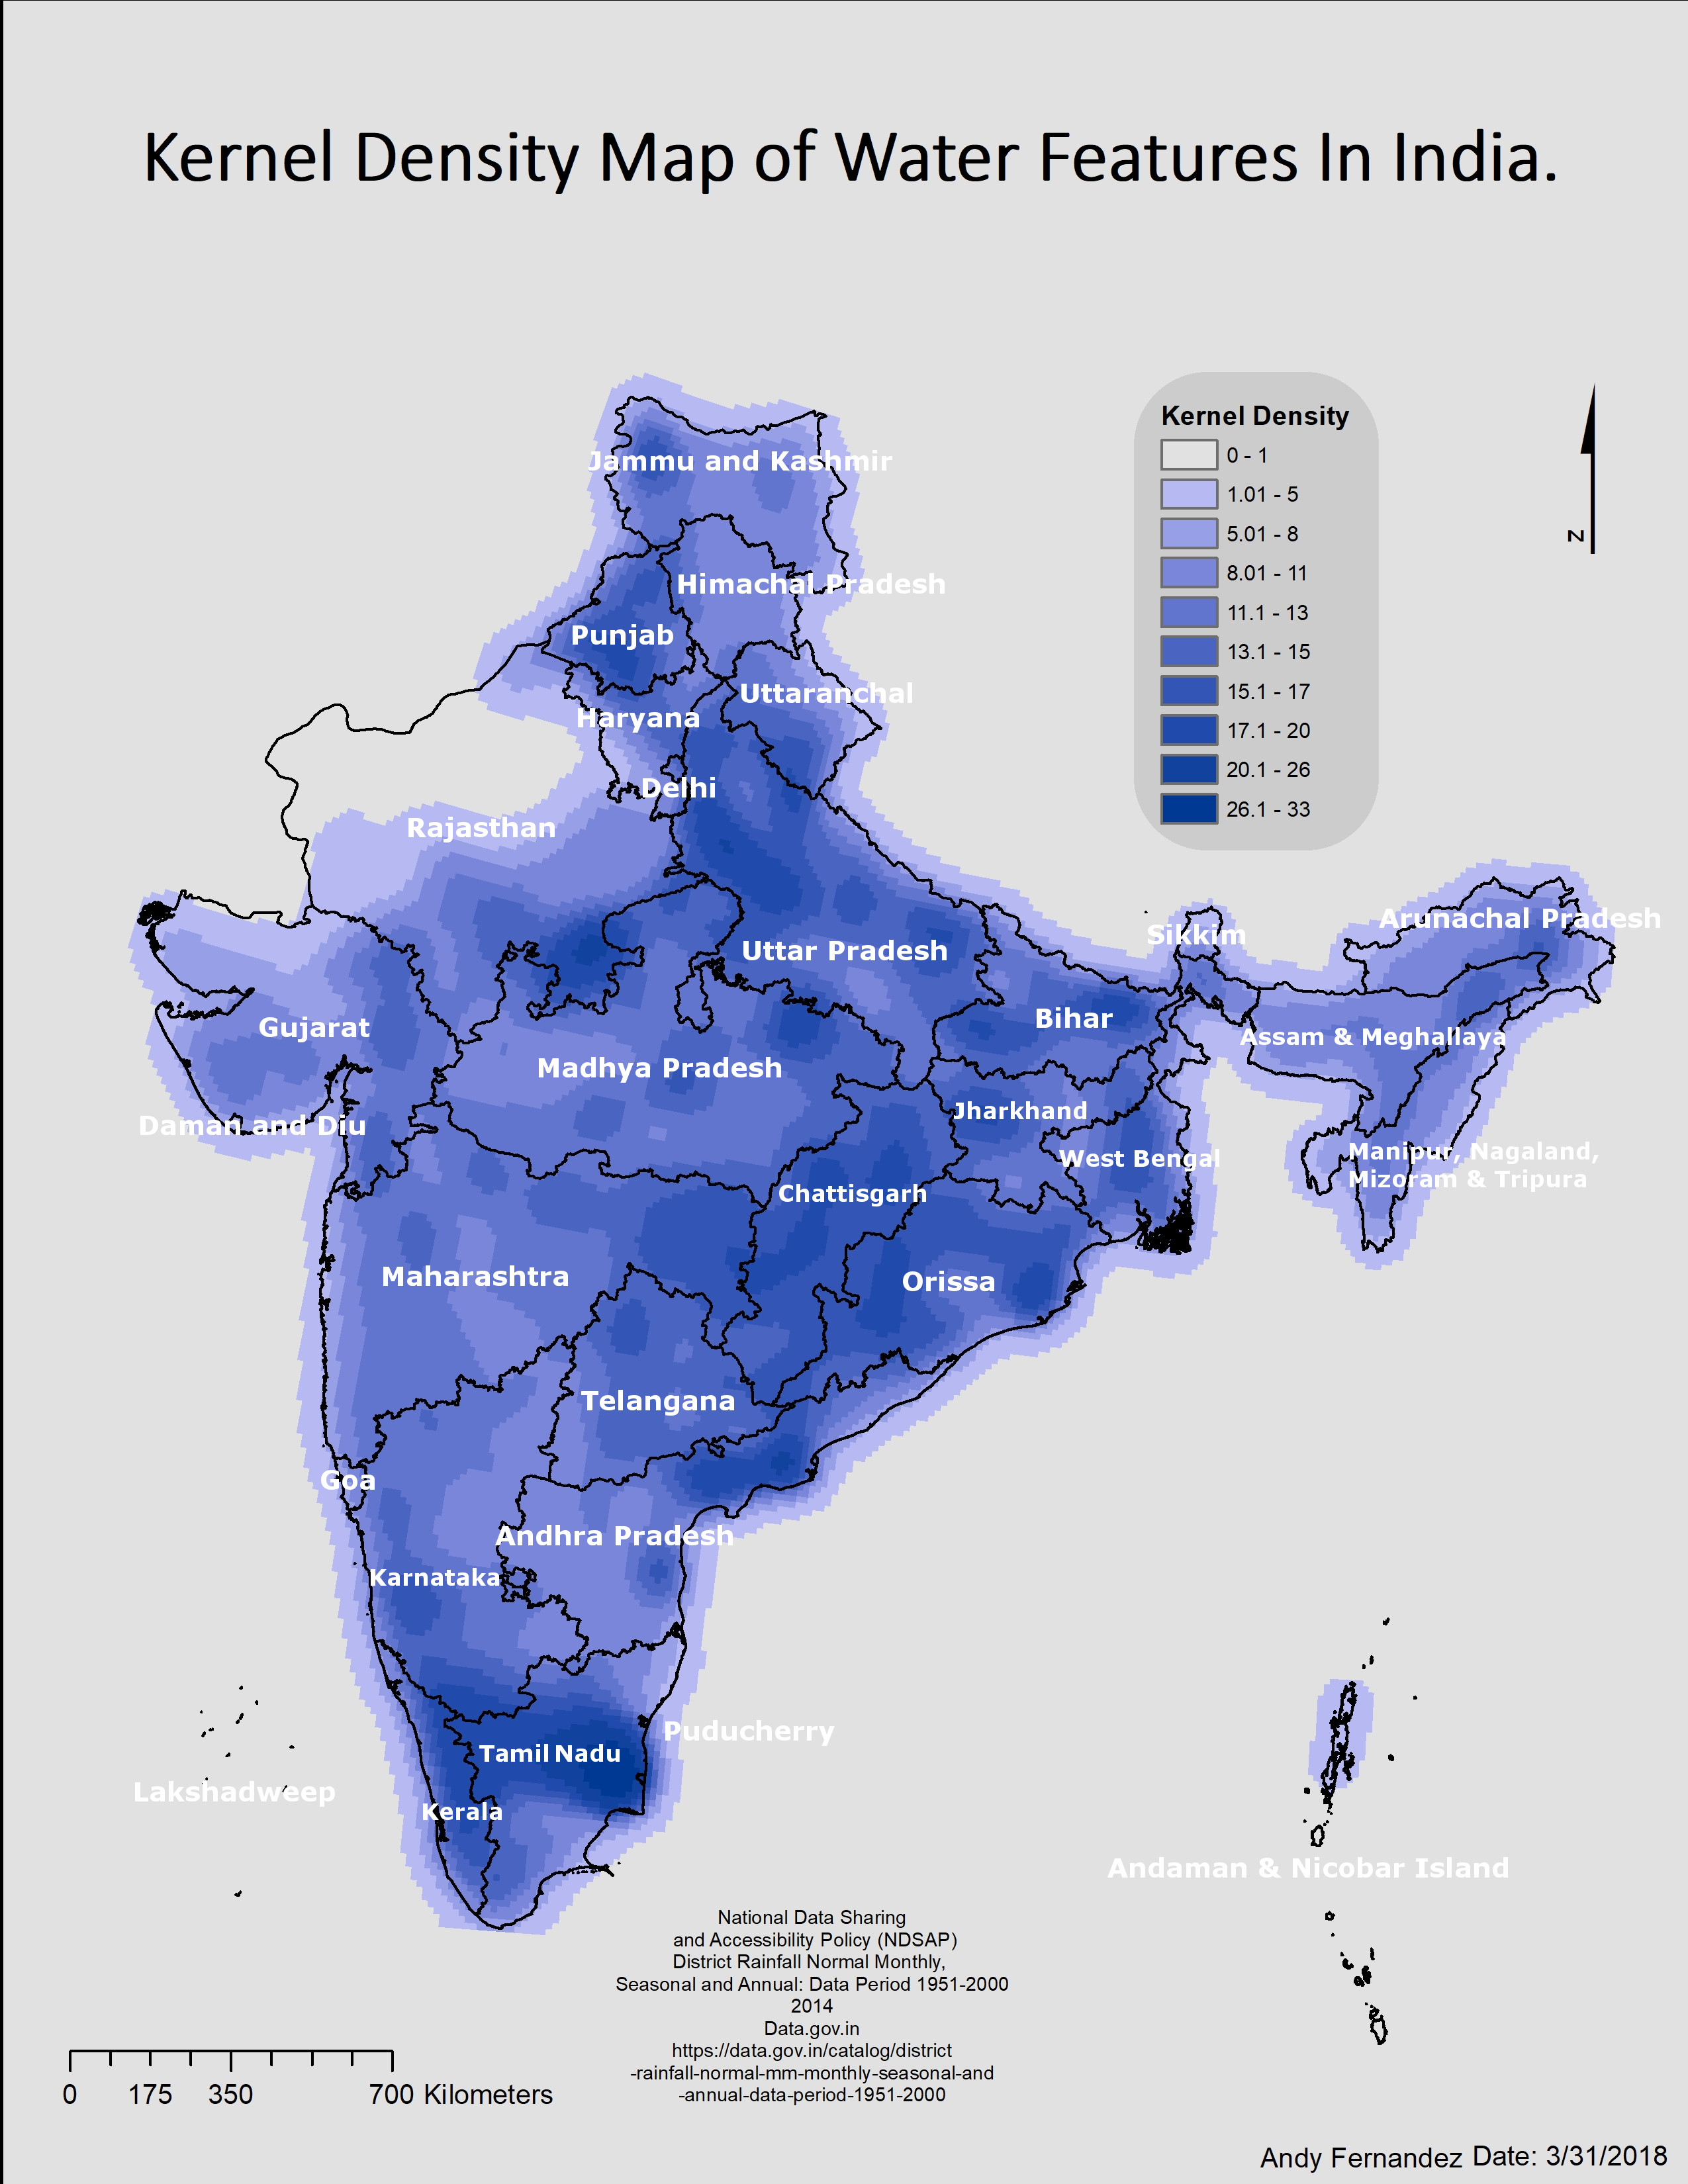 Kernel Density Map of Water Features In India.
Kernel Density
0 - 1
1.01 - 5
5.01 - 8
8.01 - 11
11.1 - 13
13.1 - 15
15.1 - 17
17.1 - 20
20.1 - 26
26.1 - 33
N
Jammu and Kashmir
Himachal Pradesh
Punjab
Uttaranchal
Haryana
Delhi
Rajasthan
Arunachal Pradesh
Sikkim
Uttar Pradesh
Bihar
Gujarat
Assam & Meghallaya
Madhya Pradesh
Jharkhand
Daman and Diu
Manipur, Nagaland,
Mizoram & Tripura
West Bengal
Chattisgarh
Maharashtra
Orissa
Telangana
Goa
Andhra Pradesh
Karnataka
Puducherry
Tamil Nadu
Lakshadweep
Kerala
Andaman & Nicobar Island
National Data Sharing
and Accessibility Policy (NDSAP)
District Rainfall Normal Monthly,
Seasonal and Annual: Data Period 1951-2000
2014
Data.gov.in
https://data.gov.in/catalog/district
-rainfall-normal-mm-monthly-seasonal-and
-annual-data-period-1951-2000
0 175 350 700 Kilometers
Andy Fernandez Date: 3/31/2018